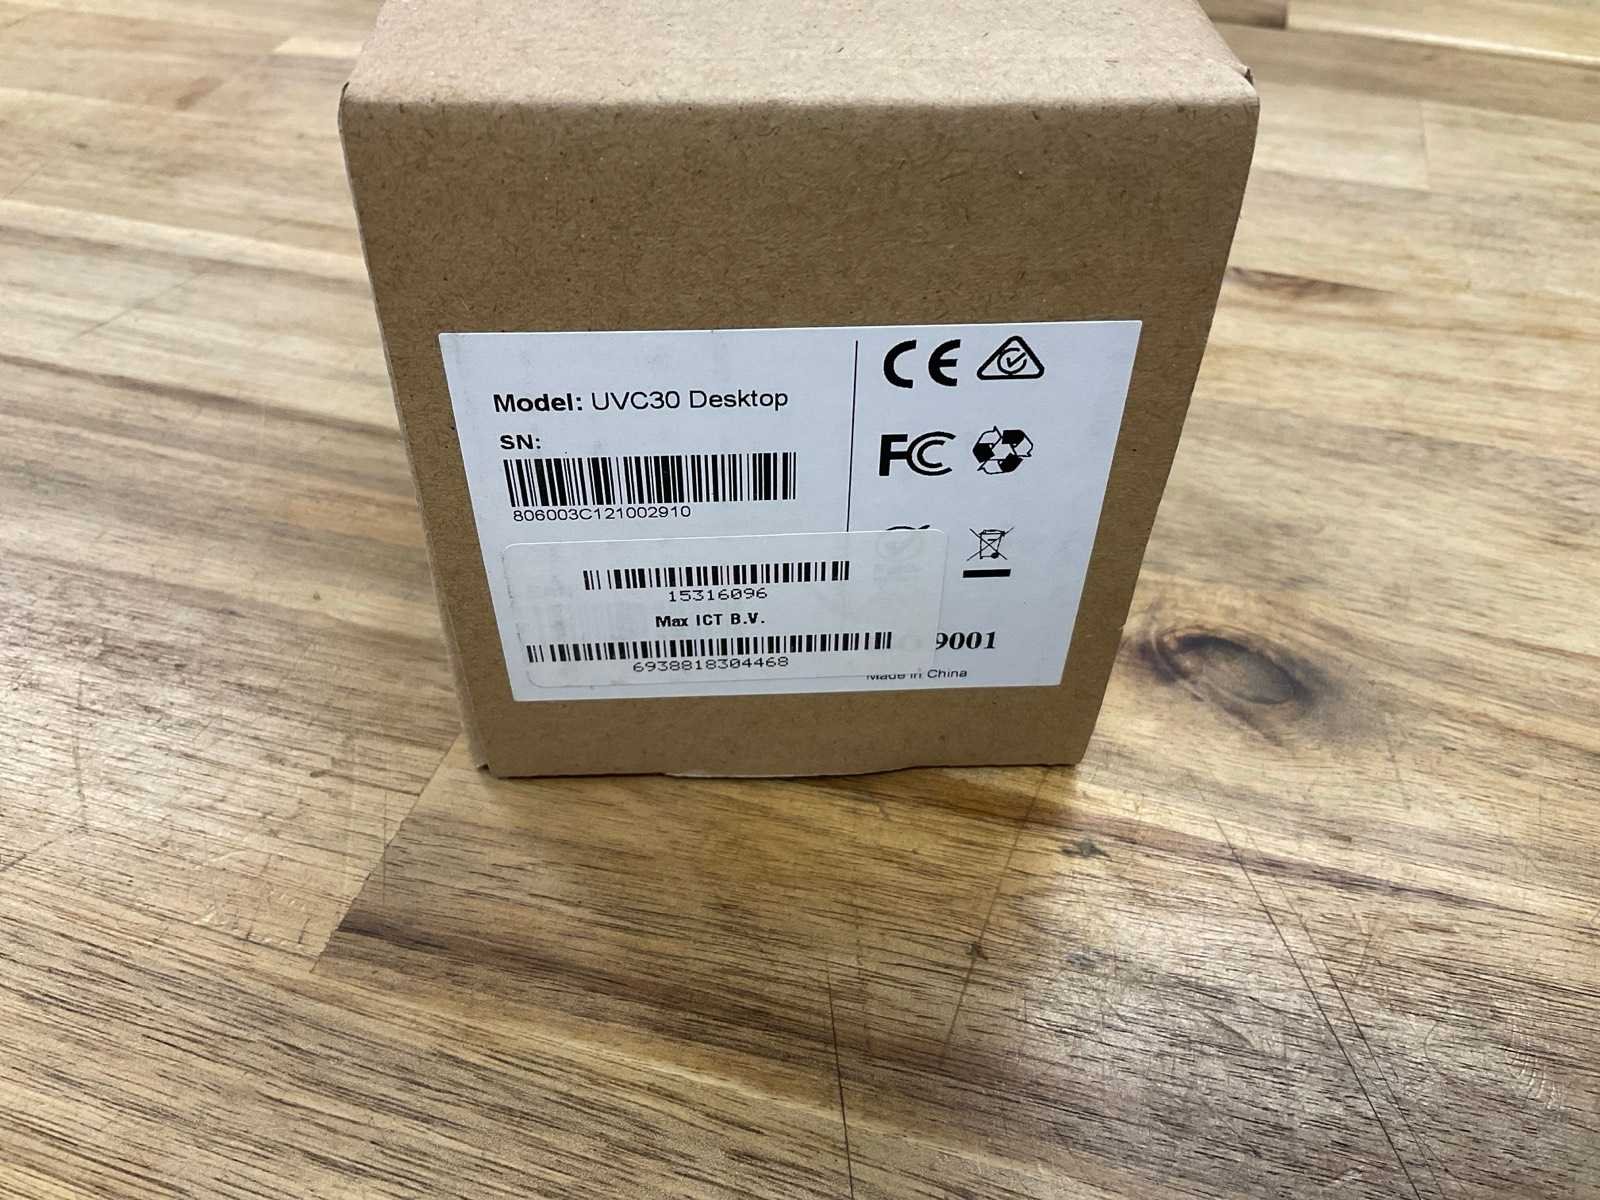 Model: UVC30 Desktop
SN:
806003C121002910
CE
FC
15316096
Max ICT B.V.
6938818304468
9001
Made in China